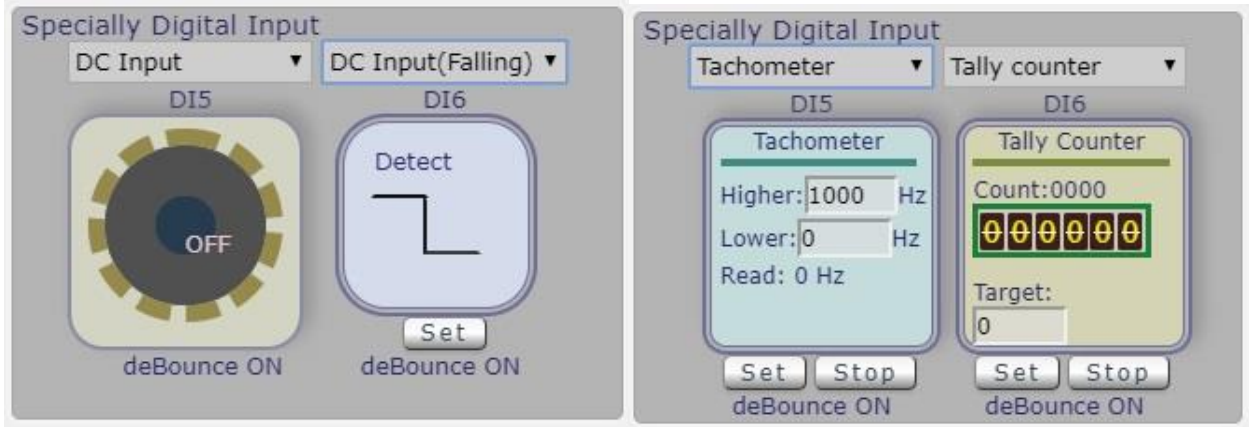 Specially Digital Input
DC Input
DC Input(Falling)
DI5
DI6
OFF
Detect
Set
deBounce ON
deBounce ON
Specially Digital Input
Tachometer
Tally counter
DI5
DI6
Tachometer
Higher: 1000 Hz
Lower: 0 Hz
Read: 0 Hz
Set Stop
deBounce ON
Tally Counter
Count:0000
000000
Target:
0
Set Stop
deBounce ON